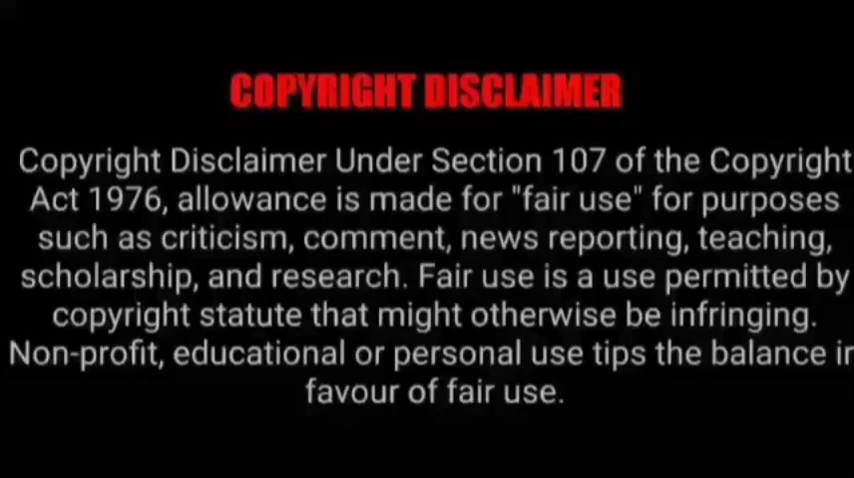 COPYRIGHT DISCLAIMER
Copyright Disclaimer Under Section 107 of the Copyright
Act 1976, allowance is made for "fair use" for purposes
such as criticism, comment, news reporting, teaching,
scholarship, and research. Fair use is a use permitted by
copyright statute that might otherwise be infringing.
Non-profit, educational or personal use tips the balance in
favour of fair use.